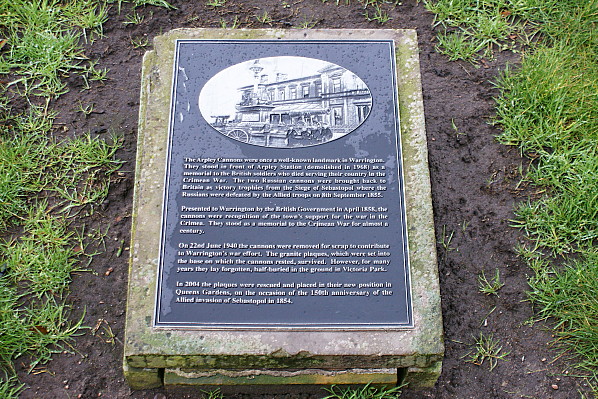 The Arpley Cannons were once a well-known landmark in Warrington.
They stood in front of Arpley Station (demolished in 1968) as a
memorial to the British soldiers who died serving their country in the
Crimean War. The two Russian cannons were brought back to
Britain as victory trophies from the Siege of Sebastopol where the
Russians were defeated by the Allied troops on 8th September 1855.
Presented to Warrington by the British Government in April 1858, the
cannons were recognition of the town's support for the war in the
Crimea. They stood as a memorial to the Crimean War for almost a
century.
On 22nd June 1940 the cannons were removed for scrap to contribute
to Warrington's war effort. The granite plaques, which were set into
the base on which the cannons rested, survived. However, for many
years they lay forgotten, half-buried in the ground in Victoria Park.
In 2004 the plaques were rescued and placed in their new position in
Queens Gardens, on the occasion of the 150th anniversary of the
Allied invasion of Sebastopol in 1854.